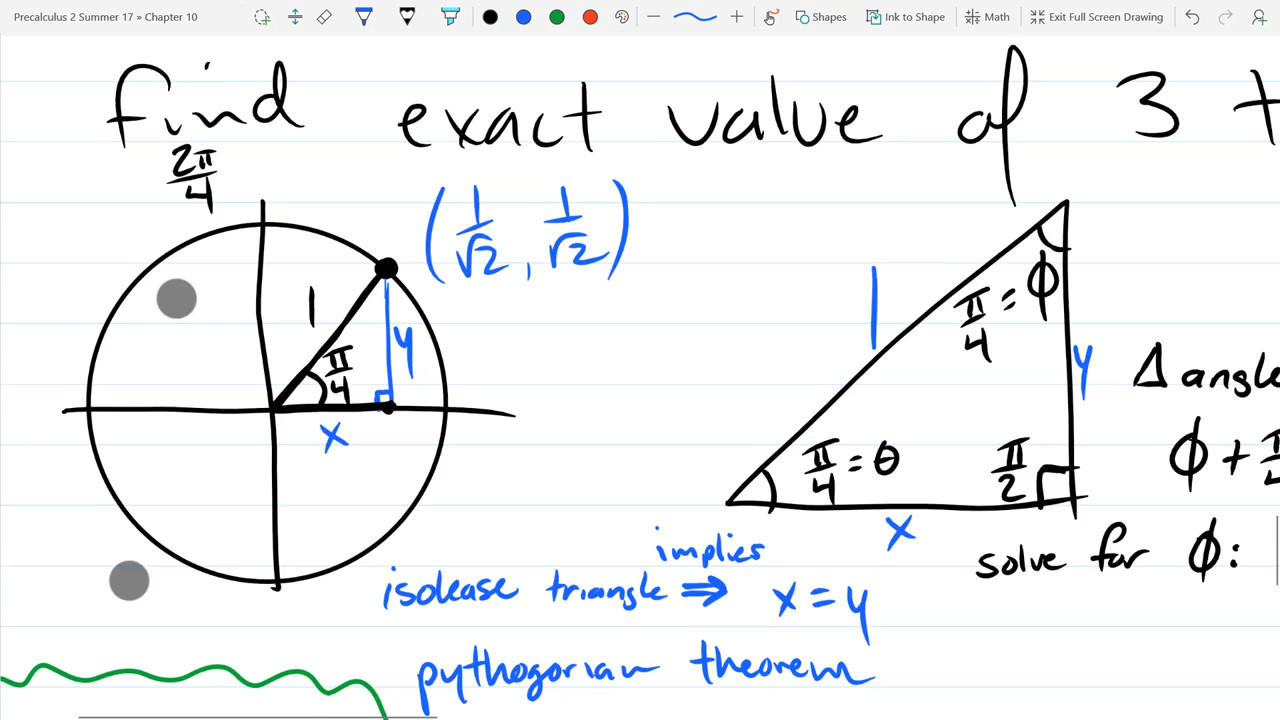 Precalculus 2 Summer 17 » Chapter 10
Shapes
Ink to Shape
Math
Exit Full Screen Drawing
find exact value of 3 t
2π/4
(1/√2, 1/√2)
1
π/4
y
x
1
π/4 = ϕ
y
π/4 = θ
π/2
x
Δ angle
ϕ + π/4
solve for ϕ:
implies
isolease triangle ⇒ x = y
pythogorian theorem